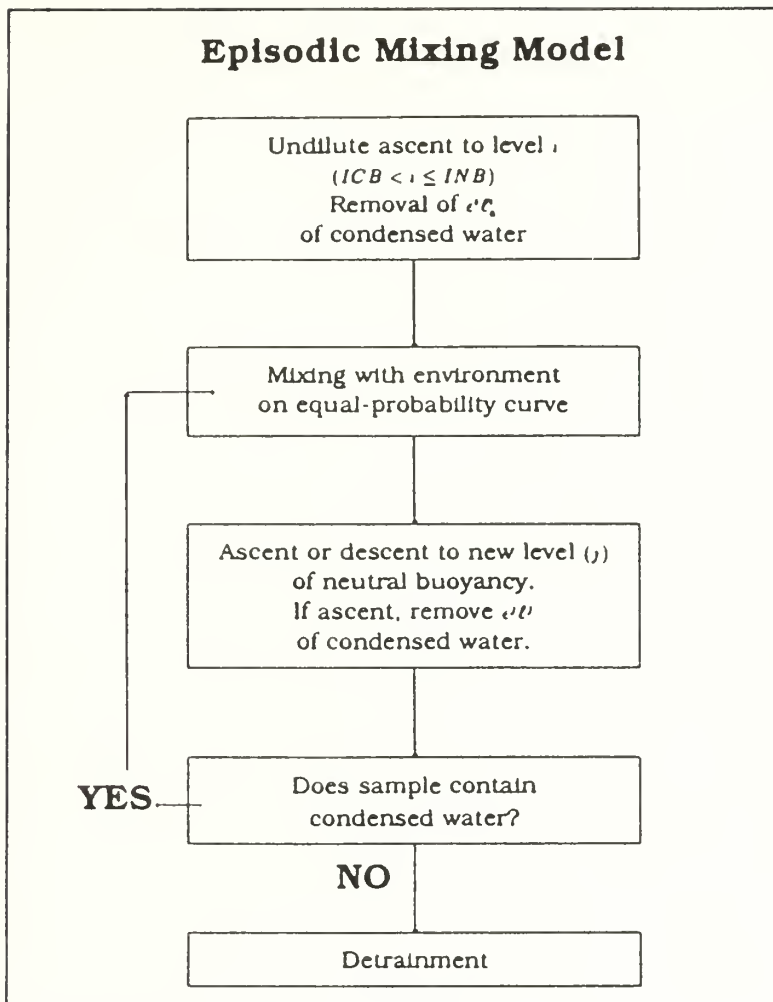 Episodic Mixing Model
Undilute ascent to level i
(ICB < i ≤ INB)
Removal of
of condensed water
Mixing with environment
on equal-probability curve
Ascent or descent to new level (j)
of neutral buoyancy.
If ascent, remove
of condensed water.
Does sample contain
condensed water?
YES
NO
Detrainment